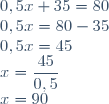 0,5x + 35 = 80
0,5x = 80 − 35
0,5x = 45
x = 45/0,5
x = 90